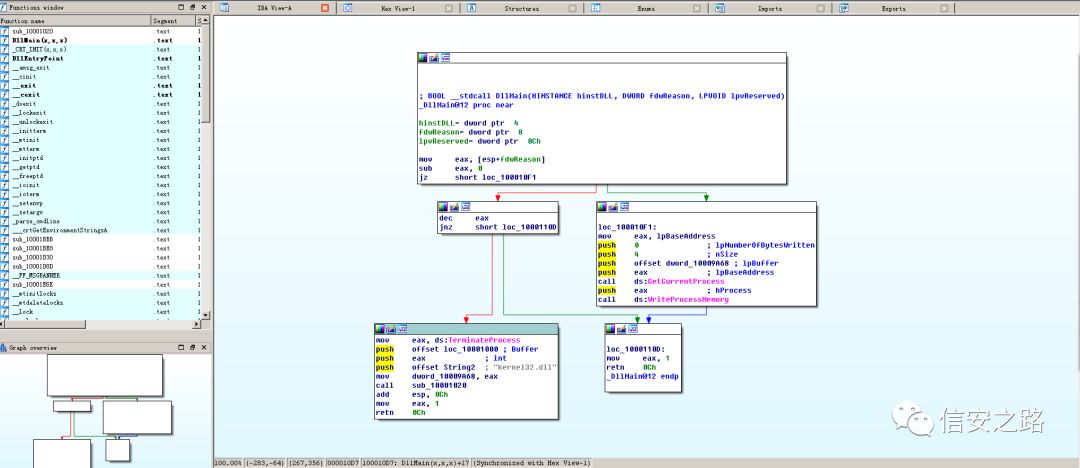 Functions window
IDA View-A
Hex View-1
Structures
Enums
Imports
Exports
Function name Segment
sub_10001020 .text 1
DllMain(x,x,x) .text 1
_CRT_INIT(x,x,x) .text 1
DllEntryPoint .text 1
__amsg_exit .text 1
__cinit .text 1
__exit .text 1
__cexit .text 1
_doexit .text 1
__lockexit .text 1
__unlockexit .text 1
__initterm .text 1
__mtinit .text 1
__mtterm .text 1
__initptd .text 1
__getptd .text 1
__freeptd .text 1
__ioinit .text 1
__ioterm .text 1
__setenvp .text 1
__setargv .text 1
_parse_cmdline .text 1
___crtGetEnvironmentStringsA .text 1
sub_10001BBB .text 1
sub_10001D30 .text 1
sub_10001D8D .text 1
__FF_MSGBANNER .text 1
sub_10001E6E .text 1
__mtinitlocks .text 1
__mtdeletelocks .text 1
__lock .text 1
Graph overview
; BOOL __stdcall DllMain(HINSTANCE hinstDLL, DWORD fdwReason, LPVOID lpvReserved)
_DllMain@12 proc near
hinstDLL= dword ptr 4
fdwReason= dword ptr 8
lpvReserved= dword ptr 0Ch
mov eax, [esp+fdwReason]
sub eax, 0
jz short loc_100010F1
dec eax
jnz short loc_1000110D
loc_100010F1:
mov eax, lpBaseAddress
push 0 ; lpNumberOfBytesWritten
push 4 ; nSize
push offset dword_10009A68 ; lpBuffer
push eax ; lpBaseAddress
call ds:GetCurrentProcess
push eax ; hProcess
call ds:WriteProcessMemory
mov eax, ds:TerminateProcess
push offset loc_10001000 ; Buffer
push eax ; int
push offset String2 ; "kernel32.dll"
mov dword_10009A68, eax
call sub_10001020
add esp, 0Ch
mov eax, 1
retn 0Ch
loc_1000110D:
mov eax, 1
retn 0Ch
_DllMain@12 endp
信安之路
100.00% (-283,-64) (267,356) 000010D7 100010D7: DllMain(x,x,x)+17 (Synchronized with Hex View-1)